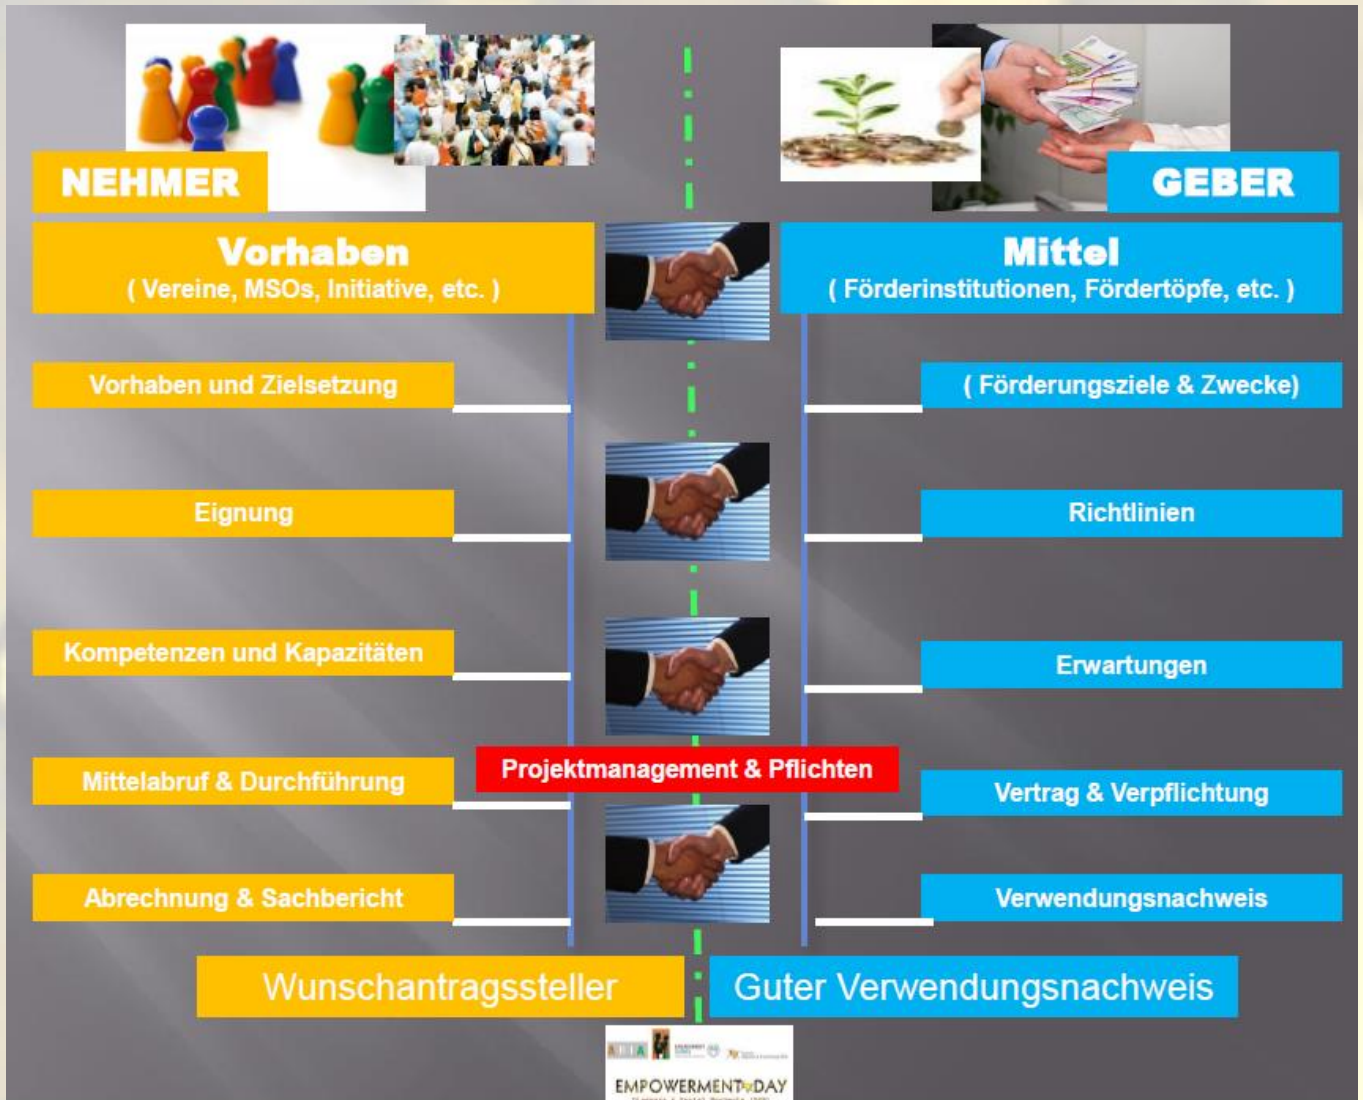 NEHMER
GEBER
Vorhaben
( Vereine, MSOs, Initiative, etc. )
Mittel
( Förderinstitutionen, Fördertöpfe, etc. )
Vorhaben und Zielsetzung
( Förderungsziele & Zwecke)
Eignung
Richtlinien
Kompetenzen und Kapazitäten
Erwartungen
Projektmanagement & Pflichten
Mittelabruf & Durchführung
Vertrag & Verpflichtung
Abrechnung & Sachbericht
Verwendungsnachweis
Wunschantragssteller
Guter Verwendungsnachweis
EMPOWERMENT DAY